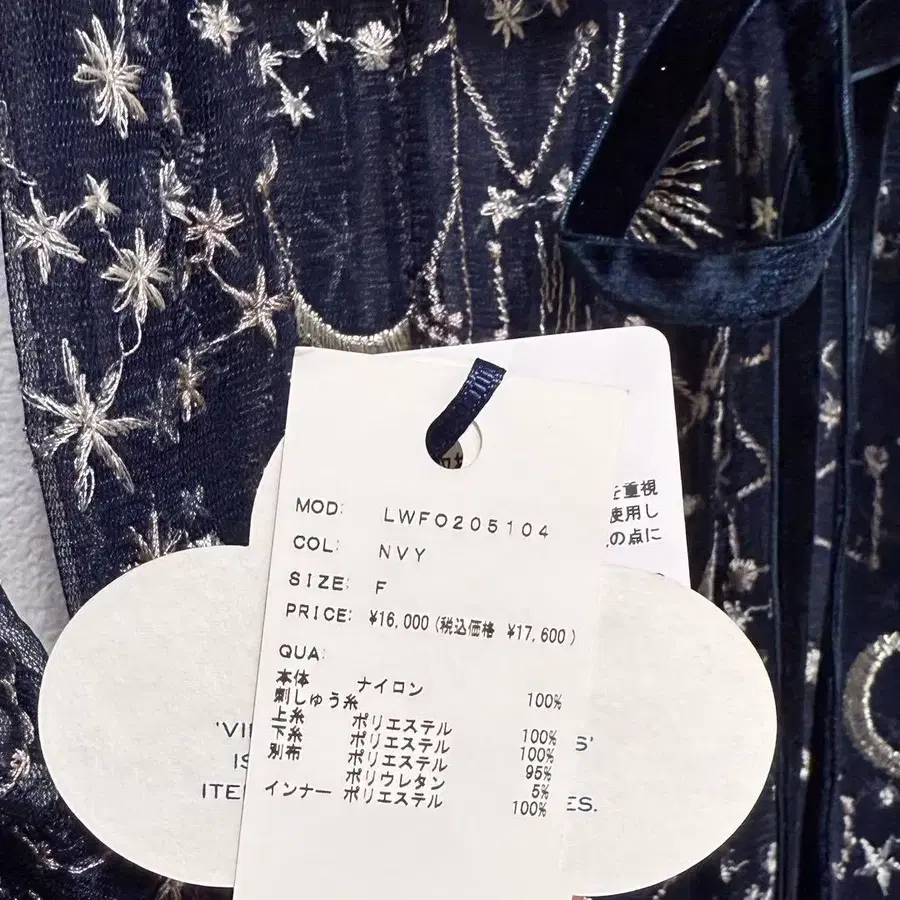 を重視
使用し
の点に
MOD: LWFO205104
COL: NVY
SIZE: F
PRICE: ¥16,000(税込価格 ¥17,600)
QUA:
本体 ナイロン 100%
刺しゅう糸
上糸 ポリエステル 100%
下糸 ポリエステル 100%
別布 ポリエステル 95%
ポリウレタン 5%
インナー ポリエステル 100%
'VI S'
IS
ITE ES.